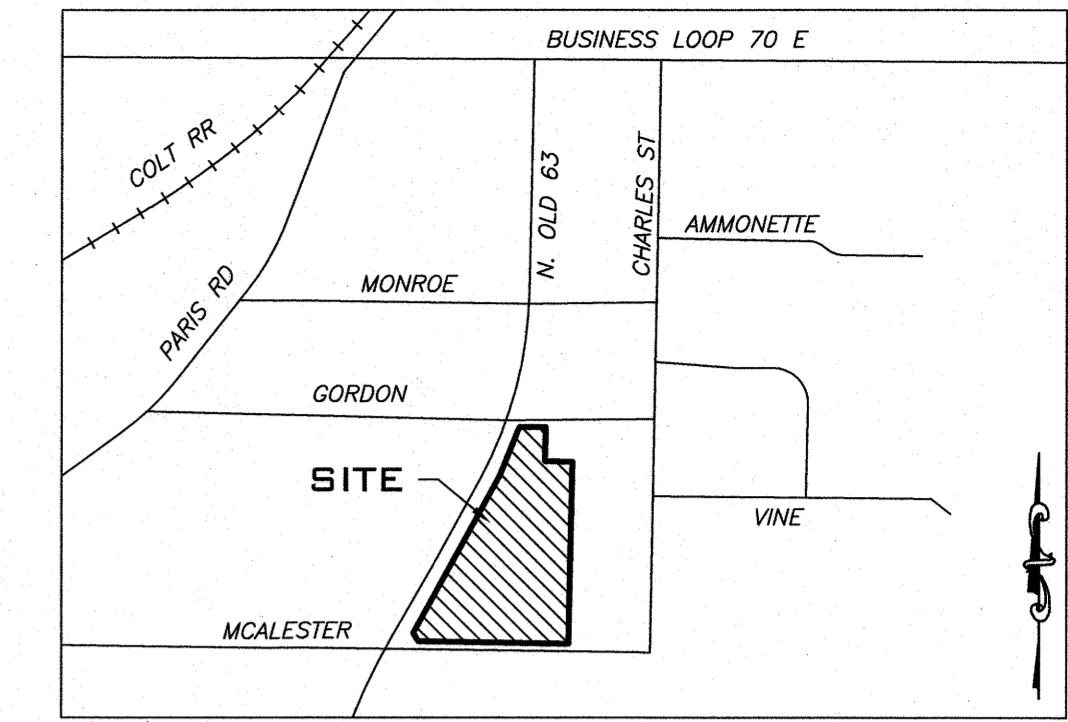 BUSINESS LOOP 70 E
COLT RR
N. OLD 63
CHARLES ST
AMMONETTE
PARIS RD
MONROE
GORDON
SITE
VINE
MCALESTER